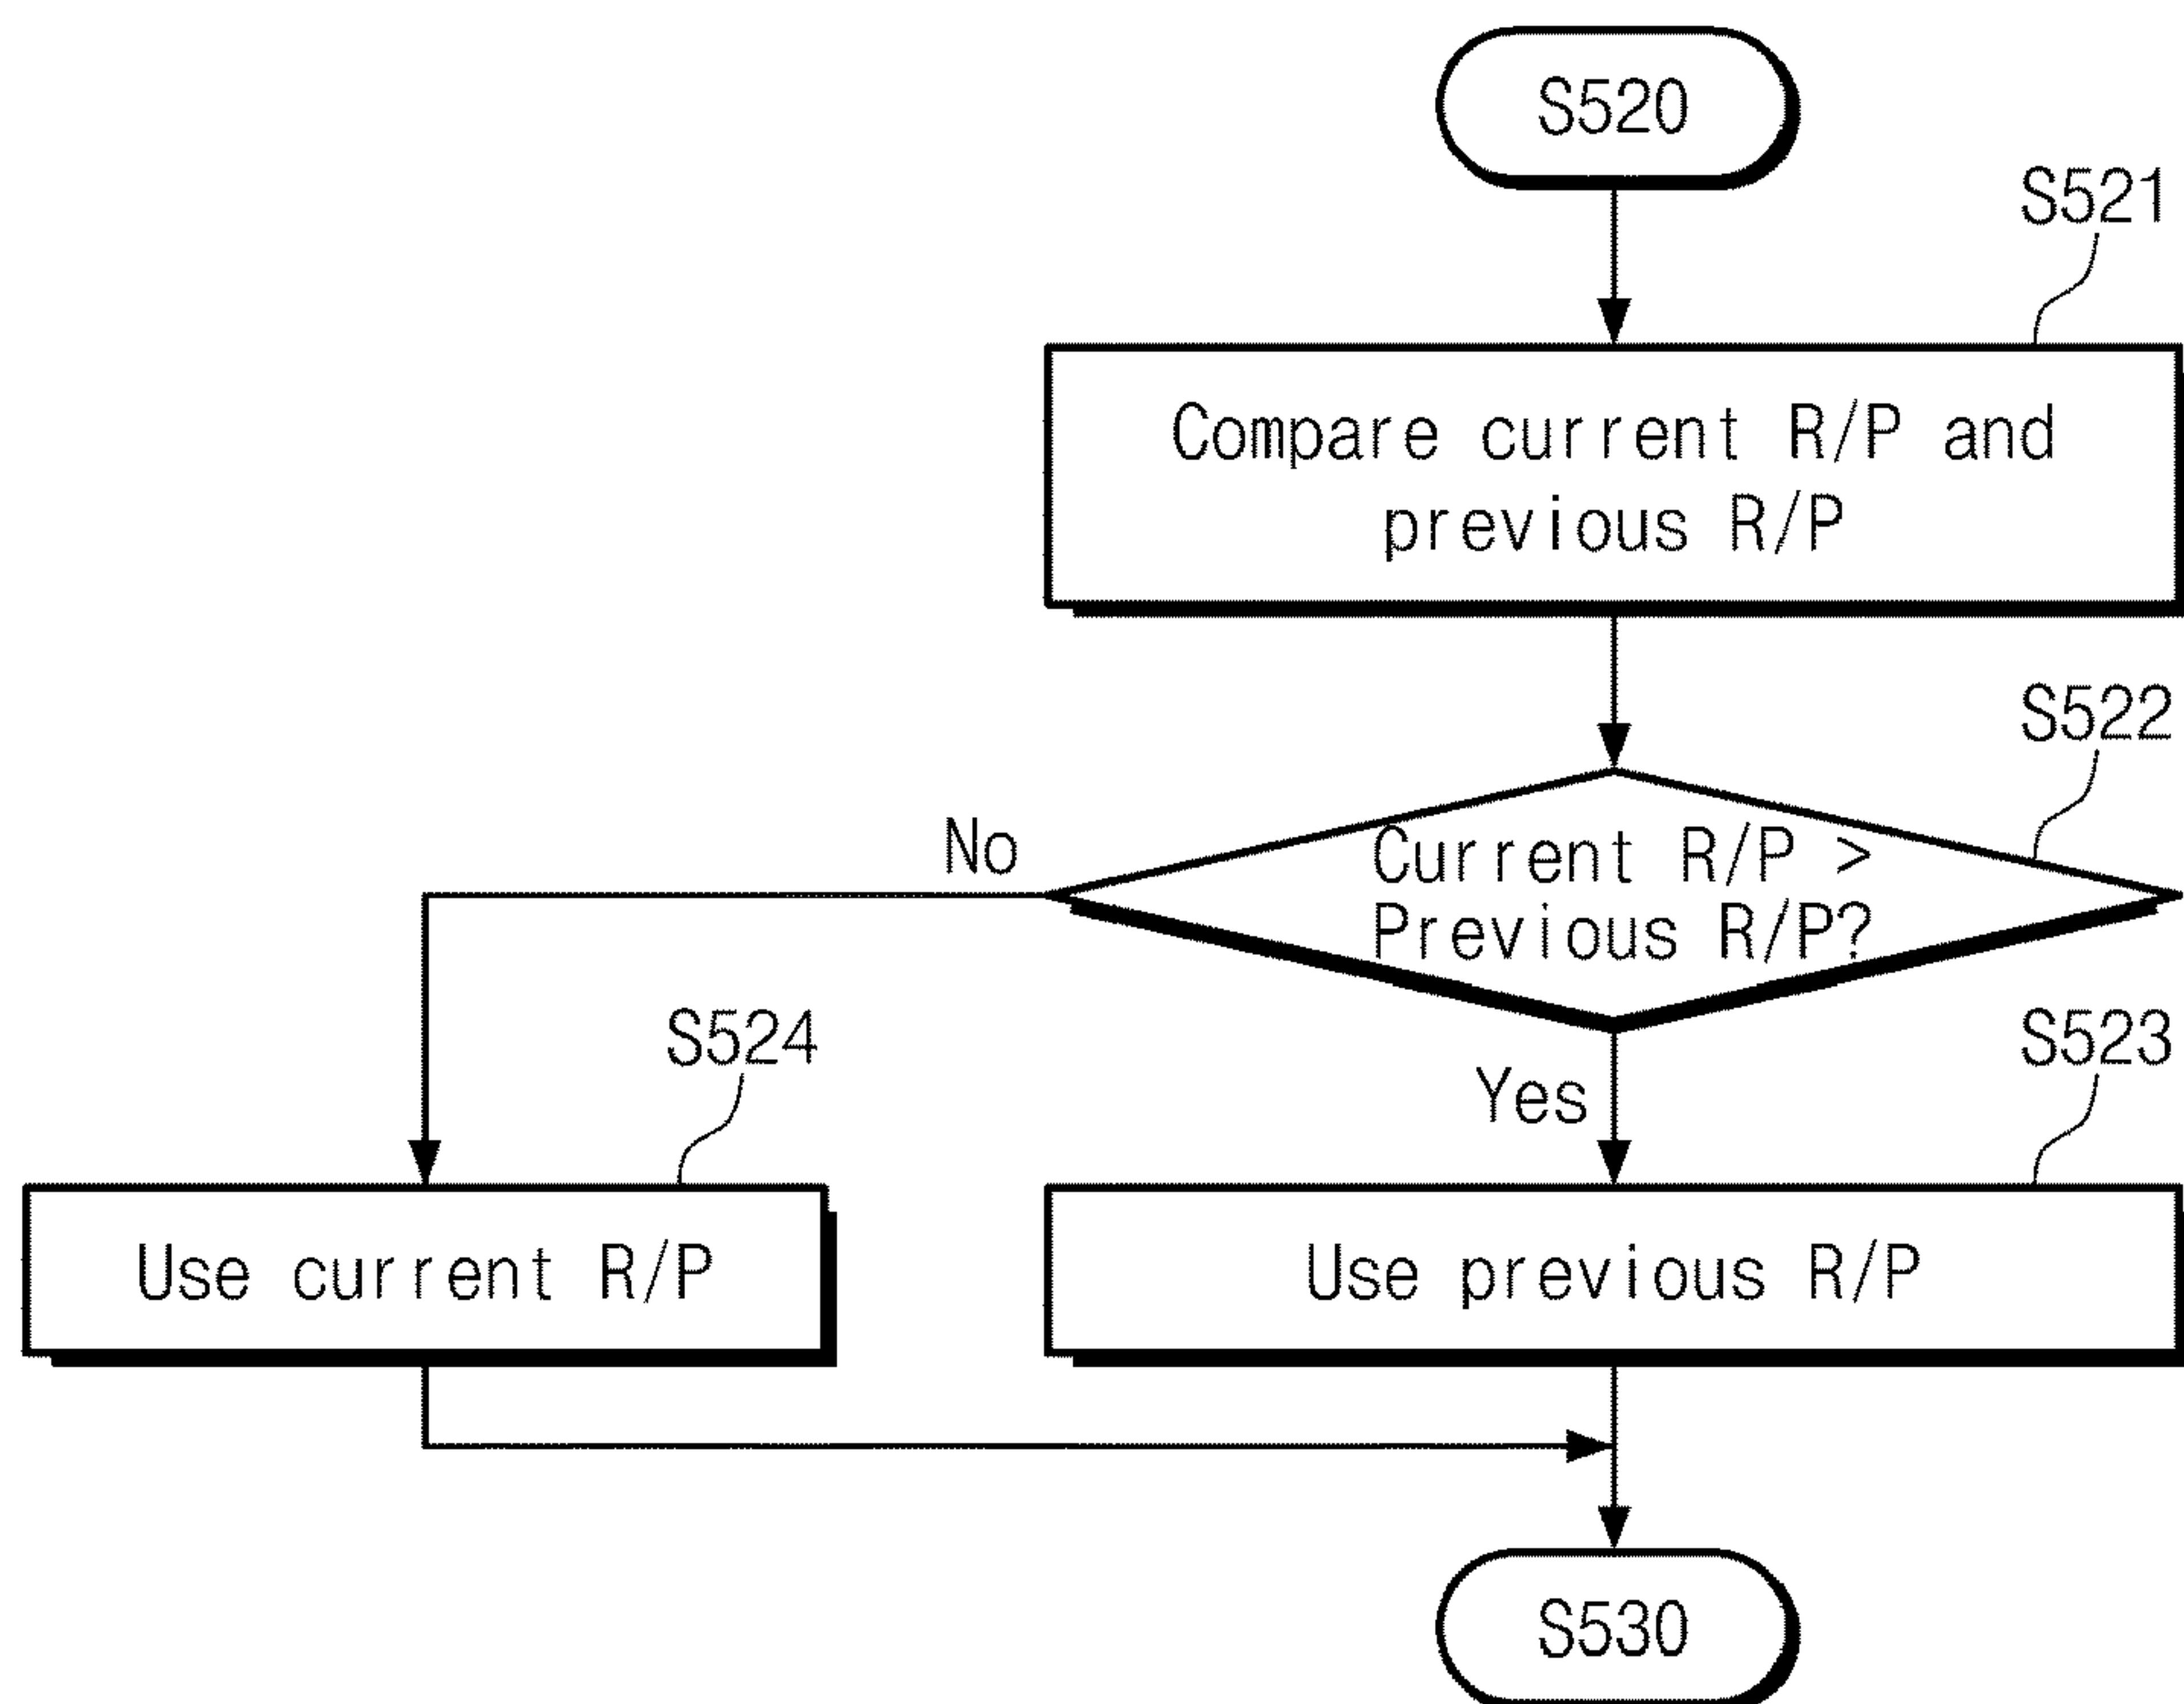 S520
S521
Compare current R/P and
previous R/P
S522
No
Current R/P >
Previous R/P?
S524
S523
Yes
Use current R/P
Use previous R/P
S530